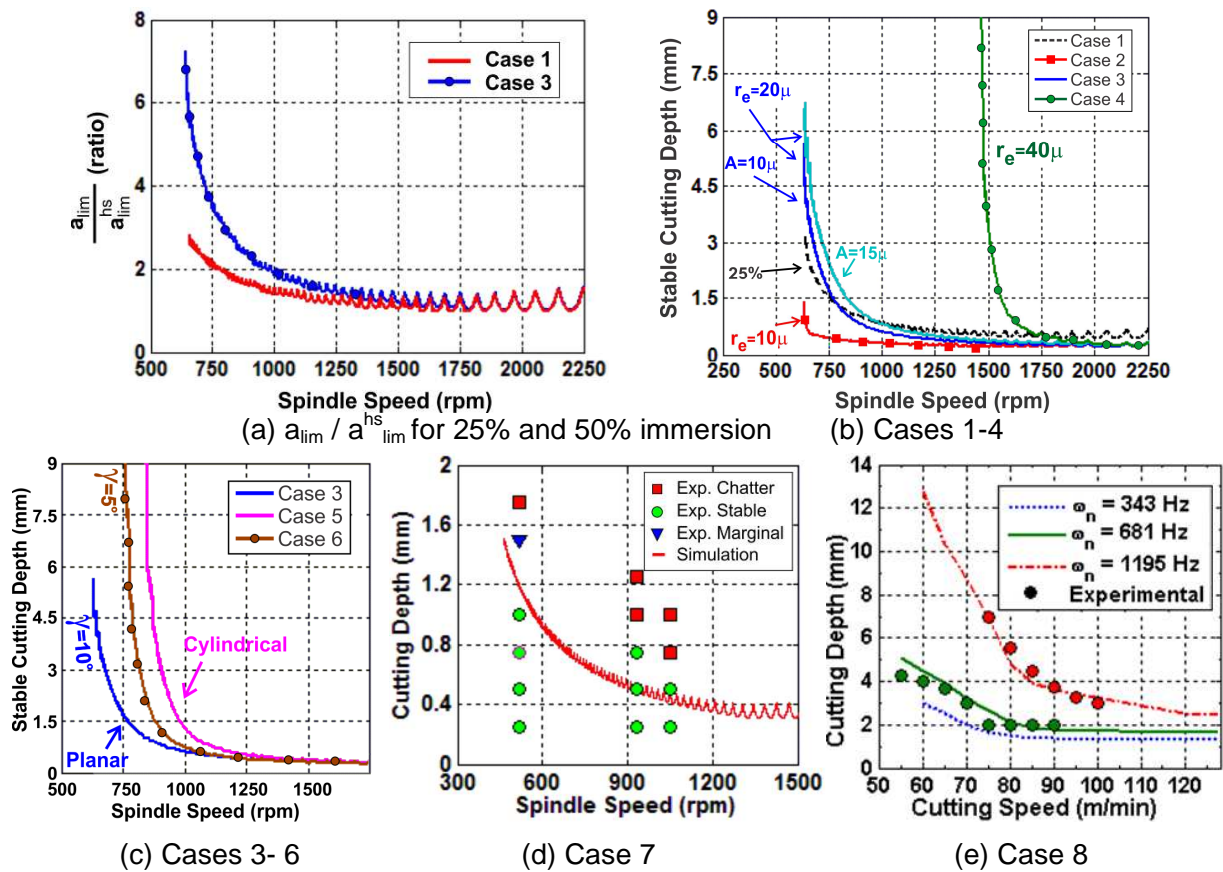 8
6
4
2
0
a_lim / a_lim^hs (ratio)
Case 1
Case 3
500 750 1000 1250 1500 1750 2000 2250
Spindle Speed (rpm)
(a) a_lim / a^hs_lim for 25% and 50% immersion
9
7.5
6
4.5
3
1.5
0
Stable Cutting Depth (mm)
Case 1
Case 2
Case 3
Case 4
r_e=20μ
A=10μ
r_e=40μ
A=15μ
25%
r_e=10μ
250 500 750 1000 1250 1500 1750 2000 2250
Spindle Speed (rpm)
(b) Cases 1-4
9
7.5
6
4.5
3
1.5
0
Stable Cutting Depth (mm)
γ=5°
γ=10°
Case 3
Case 5
Case 6
Cylindrical
Planar
500 750 1000 1250 1500
Spindle Speed (rpm)
(c) Cases 3- 6
2
1.6
1.2
0.8
0.4
0
Cutting Depth (mm)
Exp. Chatter
Exp. Stable
Exp. Marginal
Simulation
300 600 900 1200 1500
Spindle Speed (rpm)
(d) Case 7
14
12
10
8
6
4
2
0
Cutting Depth (mm)
ω_n = 343 Hz
ω_n = 681 Hz
ω_n = 1195 Hz
Experimental
50 60 70 80 90 100 110 120
Cutting Speed (m/min)
(e) Case 8